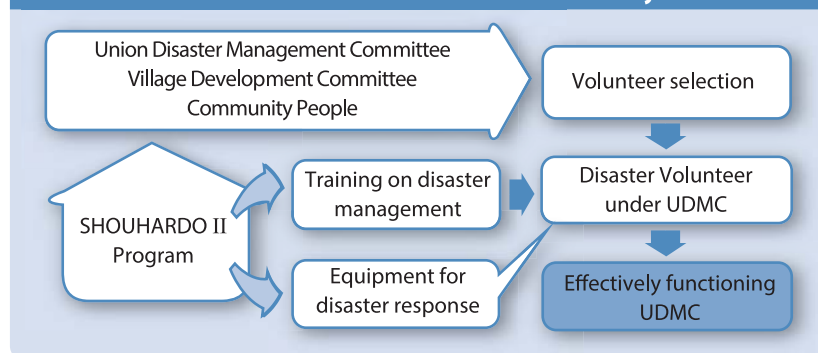 Union Disaster Management Committee
Village Development Committee
Community People
Volunteer selection
SHOUHARDO II
Program
Training on disaster
management
Disaster Volunteer
under UDMC
Equipment for
disaster response
Effectively functioning
UDMC